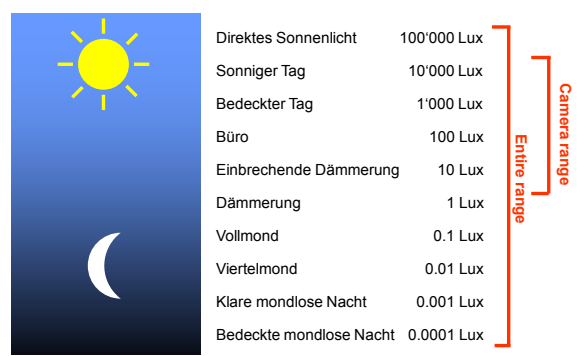 Direktes Sonnenlicht 100‘000 Lux
Sonniger Tag 10‘000 Lux
Bedeckter Tag 1‘000 Lux
Büro 100 Lux
Einbrechende Dämmerung 10 Lux
Dämmerung 1 Lux
Vollmond 0.1 Lux
Viertelmond 0.01 Lux
Klare mondlose Nacht 0.001 Lux
Bedeckte mondlose Nacht 0.0001 Lux
Entire range
Camera range